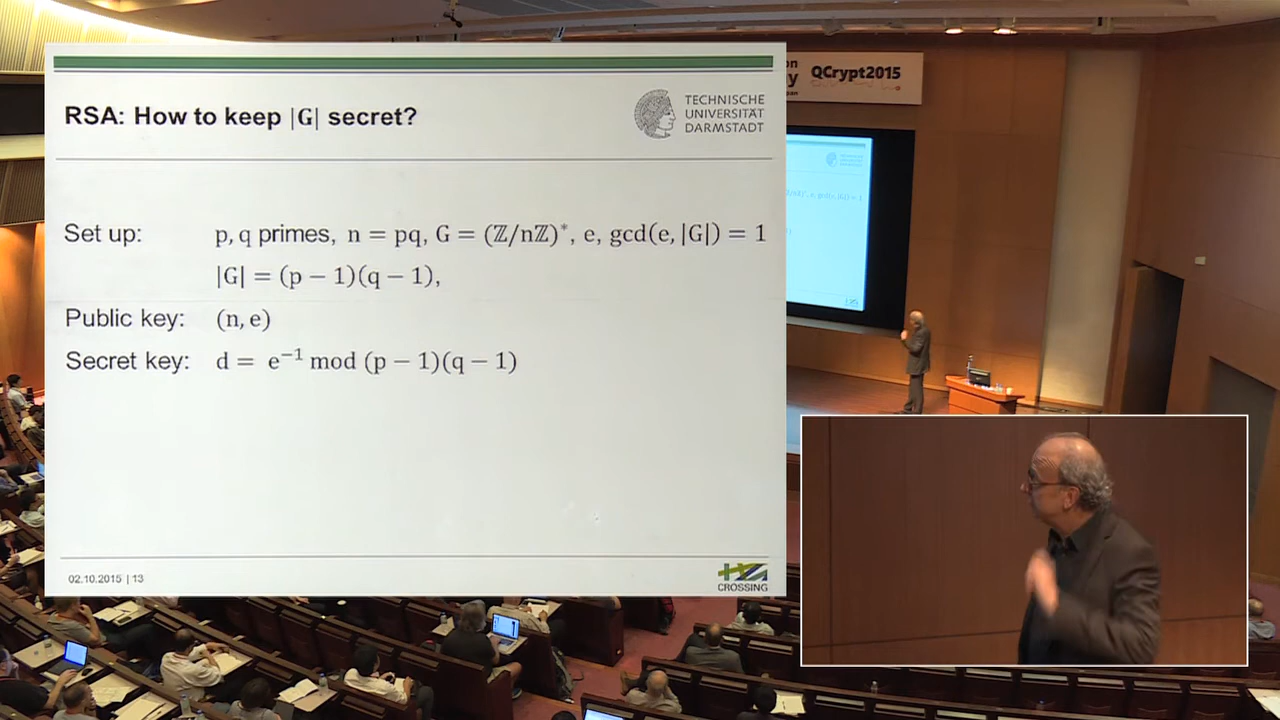 RSA: How to keep |G| secret?
TECHNISCHE
UNIVERSITÄT
DARMSTADT
Set up: p, q primes, n = pq, G = (ℤ/nℤ)*, e, gcd(e, |G|) = 1
|G| = (p − 1)(q − 1),
Public key: (n, e)
Secret key: d = e⁻¹ mod (p − 1)(q − 1)
02.10.2015 | 13
CROSSING
QCrypt2015